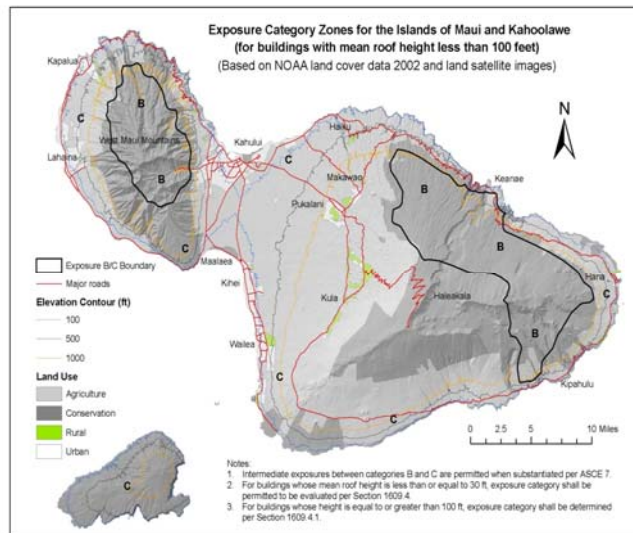 Exposure Category Zones for the Islands of Maui and Kahoolawe
(for buildings with mean roof height less than 100 feet)
(Based on NOAA land cover data 2002 and land satellite images)
Kapalua
B
C
West Maui Mountains
Lahaina
B
C
Kahului
C
Haiku
N
Makawao
Pukalani
B
Keanae
B
Maalaea
Kihei
Kula
Haleakala
Hana
C
B
Wailea
C
C
Kipahulu
Exposure B/C Boundary
Major roads
Elevation Contour (ft)
100
500
1000
Land Use
Agriculture
Conservation
Rural
Urban
C
0 2.5 5 10 Miles
Notes:
1. Intermediate exposures between categories B and C are permitted when substantiated per ASCE 7.
2. For buildings whose mean roof height is less than or equal to 30 ft, exposure category shall be
permitted to be evaluated per Section 1609.4.
3. For buildings whose height is equal to or greater than 100 ft, exposure category shall be determined
per Section 1609.4.1.